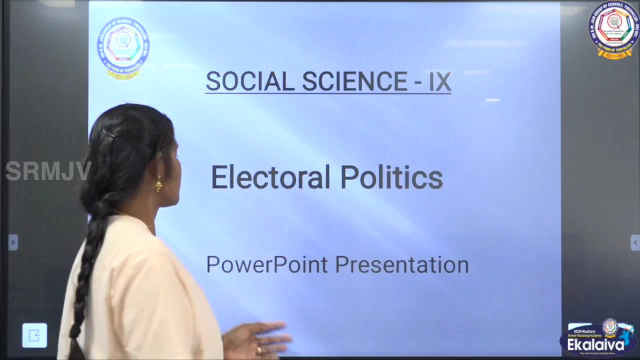 SOCIAL SCIENCE - IX
SRMJV
Electoral Politics
PowerPoint Presentation
Ekalaiva